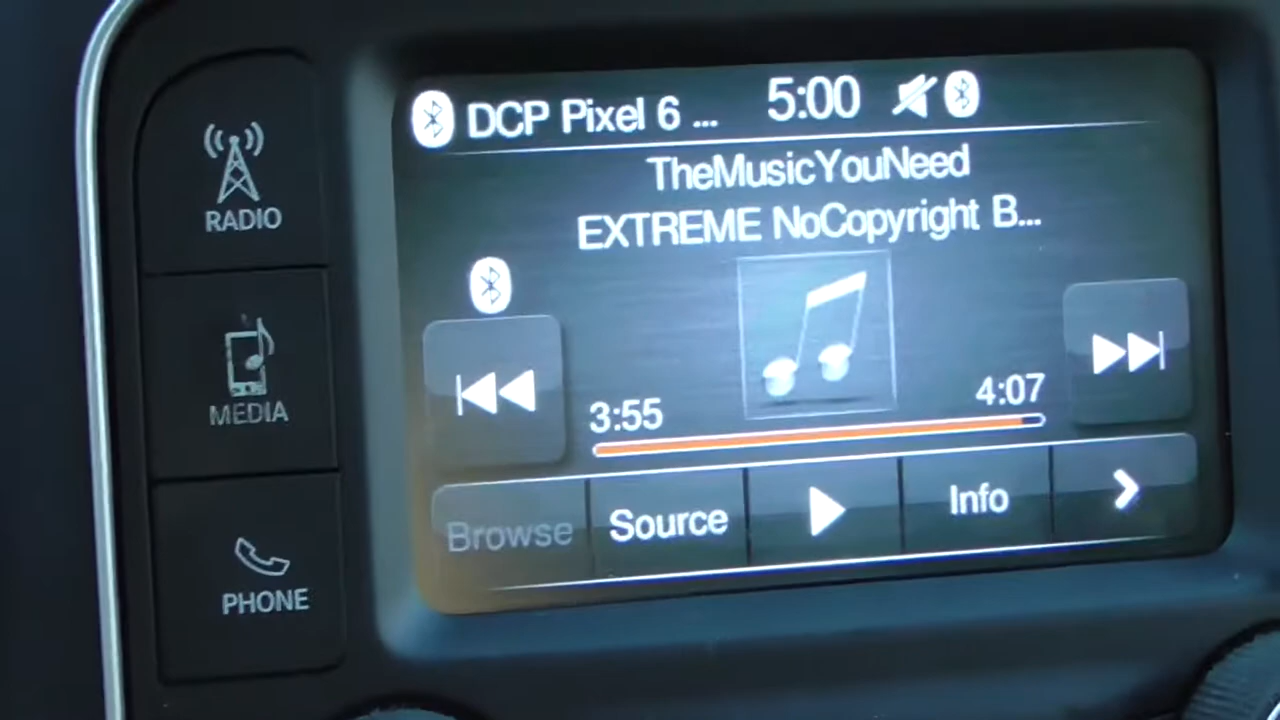 DCP Pixel 6 ... 5:00
TheMusicYouNeed
EXTREME NoCopyright B...
3:55 4:07
Browse Source Info
RADIO
MEDIA
PHONE